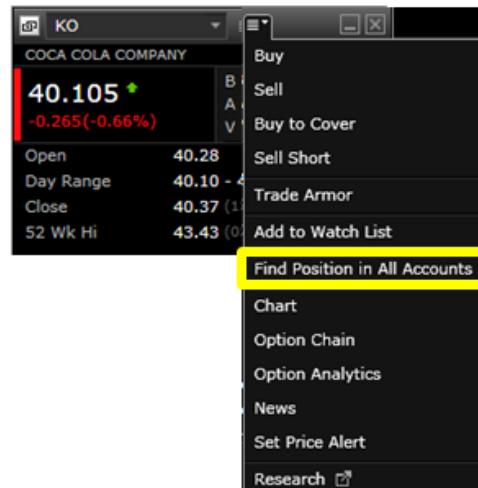 KO
COCA COLA COMPANY
40.105
-0.265(-0.66%)
B
A
V
Open 40.28
Day Range 40.10 -
Close 40.37
52 Wk Hi 43.43
Buy
Sell
Buy to Cover
Sell Short
Trade Armor
Add to Watch List
Find Position in All Accounts
Chart
Option Chain
Option Analytics
News
Set Price Alert
Research